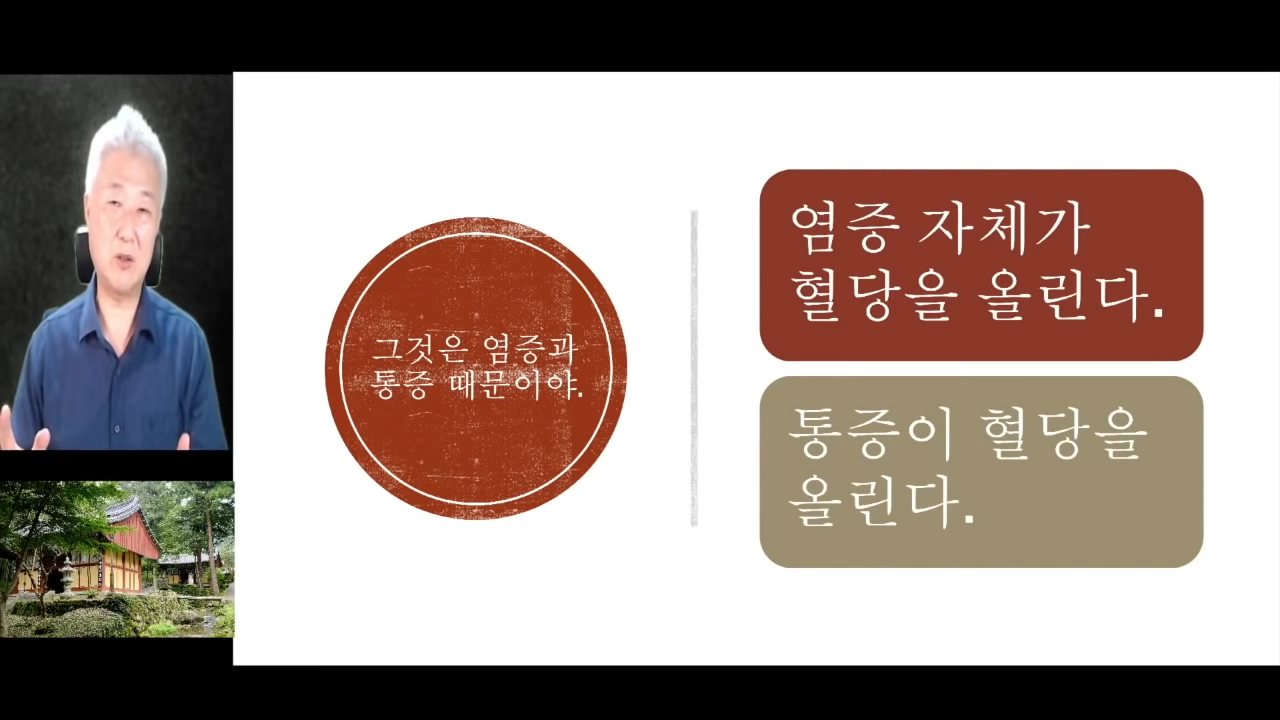 그것은 염증과
통증 때문이야.
염증 자체가
혈당을 올린다.
통증이 혈당을
올린다.